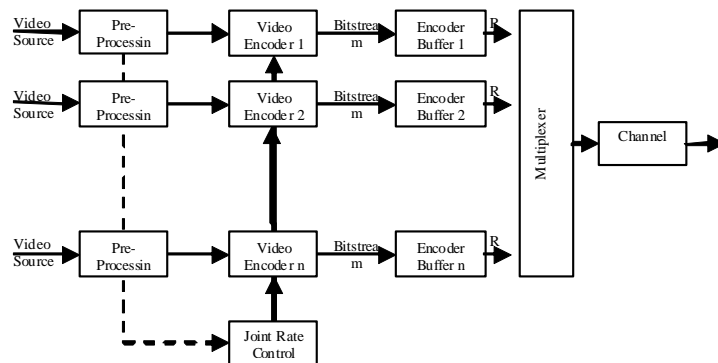 Video Source
Pre-Processin
Video Encoder 1
Bitstrea m
Encoder Buffer 1
R
Video Source
Pre-Processin
Video Encoder 2
Bitstrea m
Encoder Buffer 2
R
Multiplexer
Channel
Video Source
Pre-Processin
Video Encoder n
Bitstrea m
Encoder Buffer n
R
Joint Rate Control